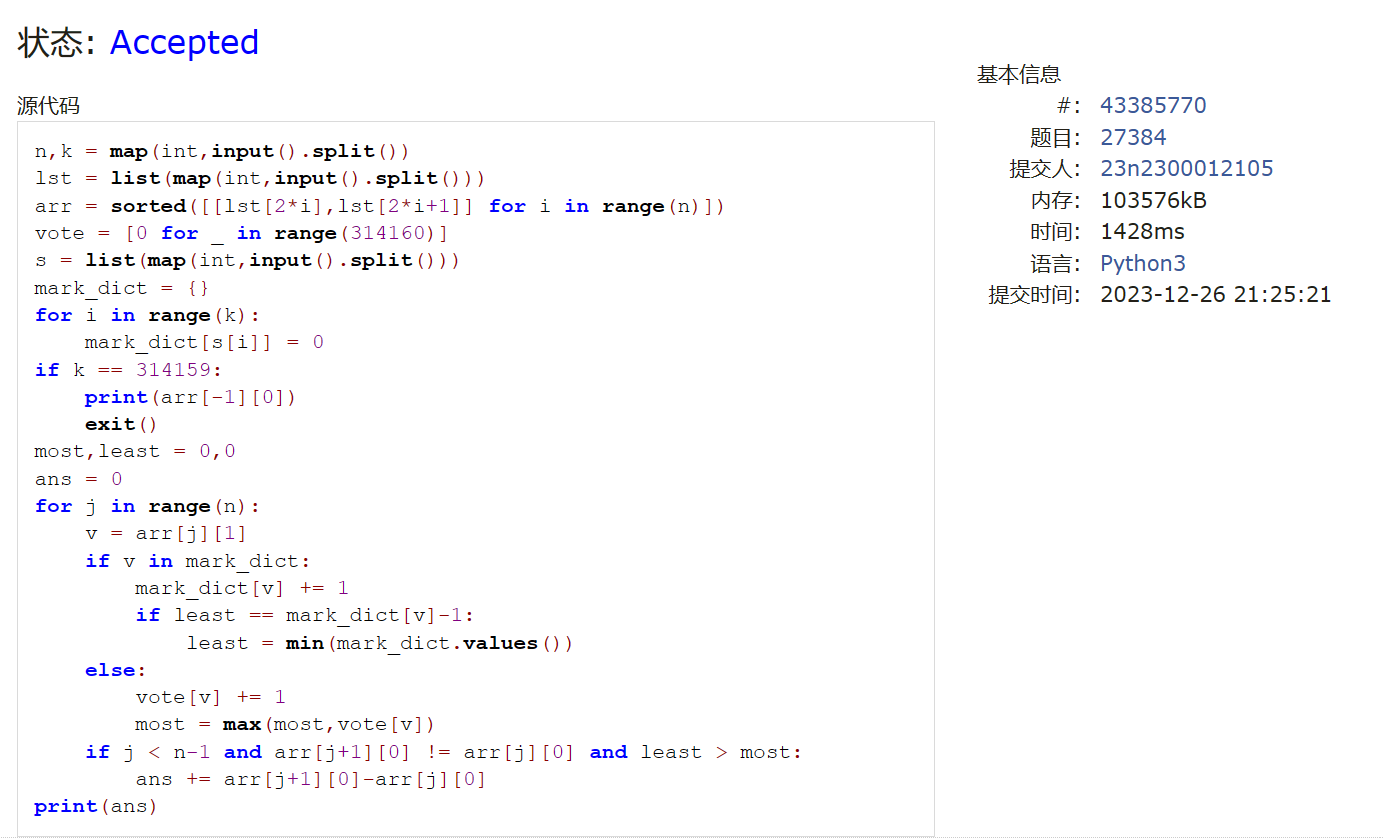 状态: Accepted
源代码
n,k = map(int,input().split())
lst = list(map(int,input().split()))
arr = sorted([[lst[2*i],lst[2*i+1]] for i in range(n)])
vote = [0 for _ in range(314160)]
s = list(map(int,input().split()))
mark_dict = {}
for i in range(k):
    mark_dict[s[i]] = 0
if k == 314159:
    print(arr[-1][0])
    exit()
most,least = 0,0
ans = 0
for j in range(n):
    v = arr[j][1]
    if v in mark_dict:
        mark_dict[v] += 1
        if least == mark_dict[v]-1:
            least = min(mark_dict.values())
    else:
        vote[v] += 1
        most = max(most,vote[v])
    if j < n-1 and arr[j+1][0] != arr[j][0] and least > most:
        ans += arr[j+1][0]-arr[j][0]
print(ans)
基本信息
#: 43385770
题目: 27384
提交人: 23n2300012105
内存: 103576kB
时间: 1428ms
语言: Python3
提交时间: 2023-12-26 21:25:21